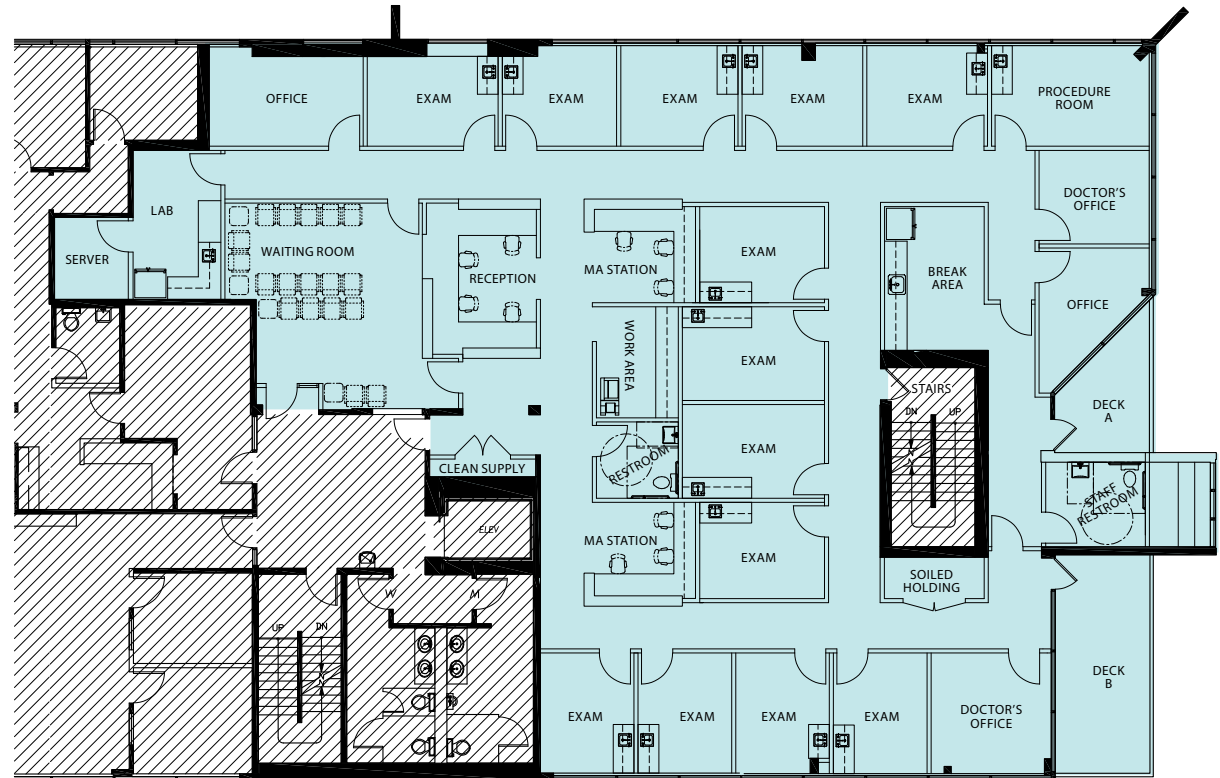 OFFICE
EXAM
EXAM
EXAM
EXAM
EXAM
PROCEDURE
ROOM
LAB
DOCTOR'S
OFFICE
SERVER
WAITING ROOM
RECEPTION
MA STATION
EXAM
BREAK
AREA
OFFICE
WORK AREA
EXAM
STAIRS
DN
UP
DECK
A
EXAM
RESTROOM
CLEAN SUPPLY
STAFF
RESTROOM
ELEV
MA STATION
EXAM
SOILED
HOLDING
W
M
UP
DN
DECK
B
EXAM
EXAM
EXAM
EXAM
DOCTOR'S
OFFICE